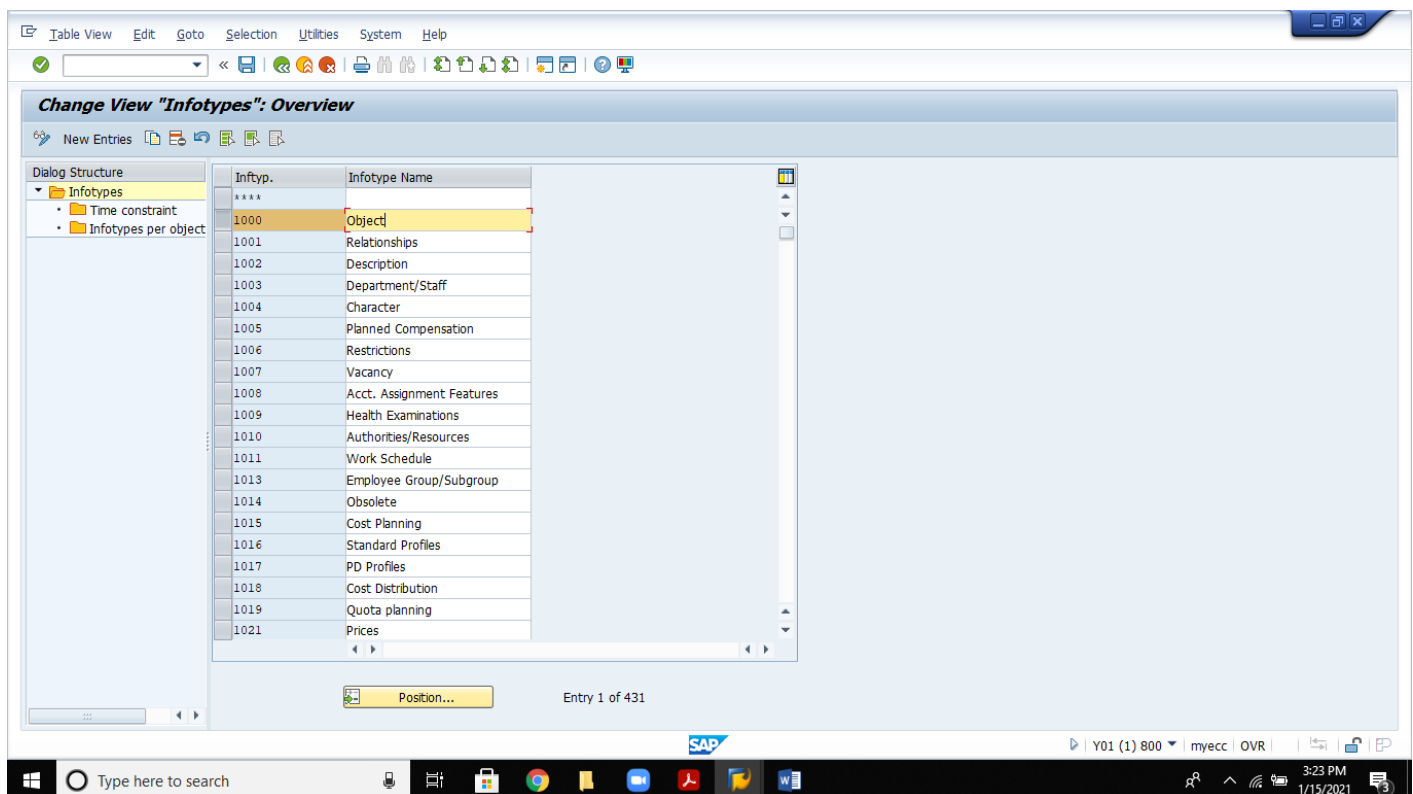 Table View Edit Goto Selection Utilities System Help
Change View "Infotypes": Overview
New Entries
Dialog Structure
Infotypes
Time constraint
Infotypes per object
Inftyp. Infotype Name
****
1000 Object
1001 Relationships
1002 Description
1003 Department/Staff
1004 Character
1005 Planned Compensation
1006 Restrictions
1007 Vacancy
1008 Acct. Assignment Features
1009 Health Examinations
1010 Authorities/Resources
1011 Work Schedule
1013 Employee Group/Subgroup
1014 Obsolete
1015 Cost Planning
1016 Standard Profiles
1017 PD Profiles
1018 Cost Distribution
1019 Quota planning
1021 Prices
Position... Entry 1 of 431
SAP
Y01 (1) 800 myecc OVR
Type here to search
3:23 PM
1/15/2021
3